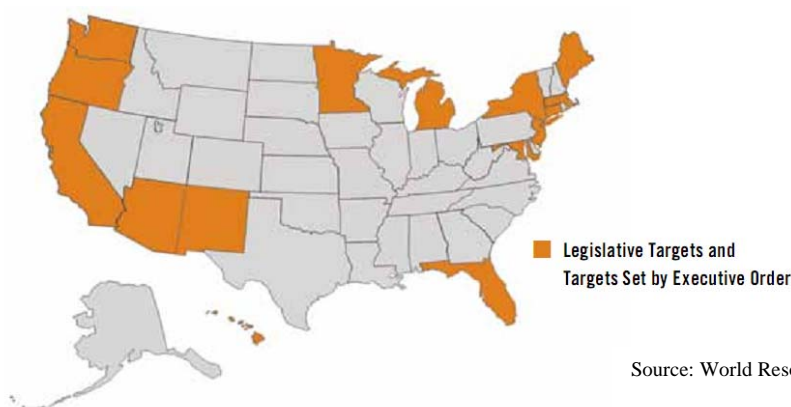 Legislative Targets and
Targets Set by Executive Order
Source: World Reso